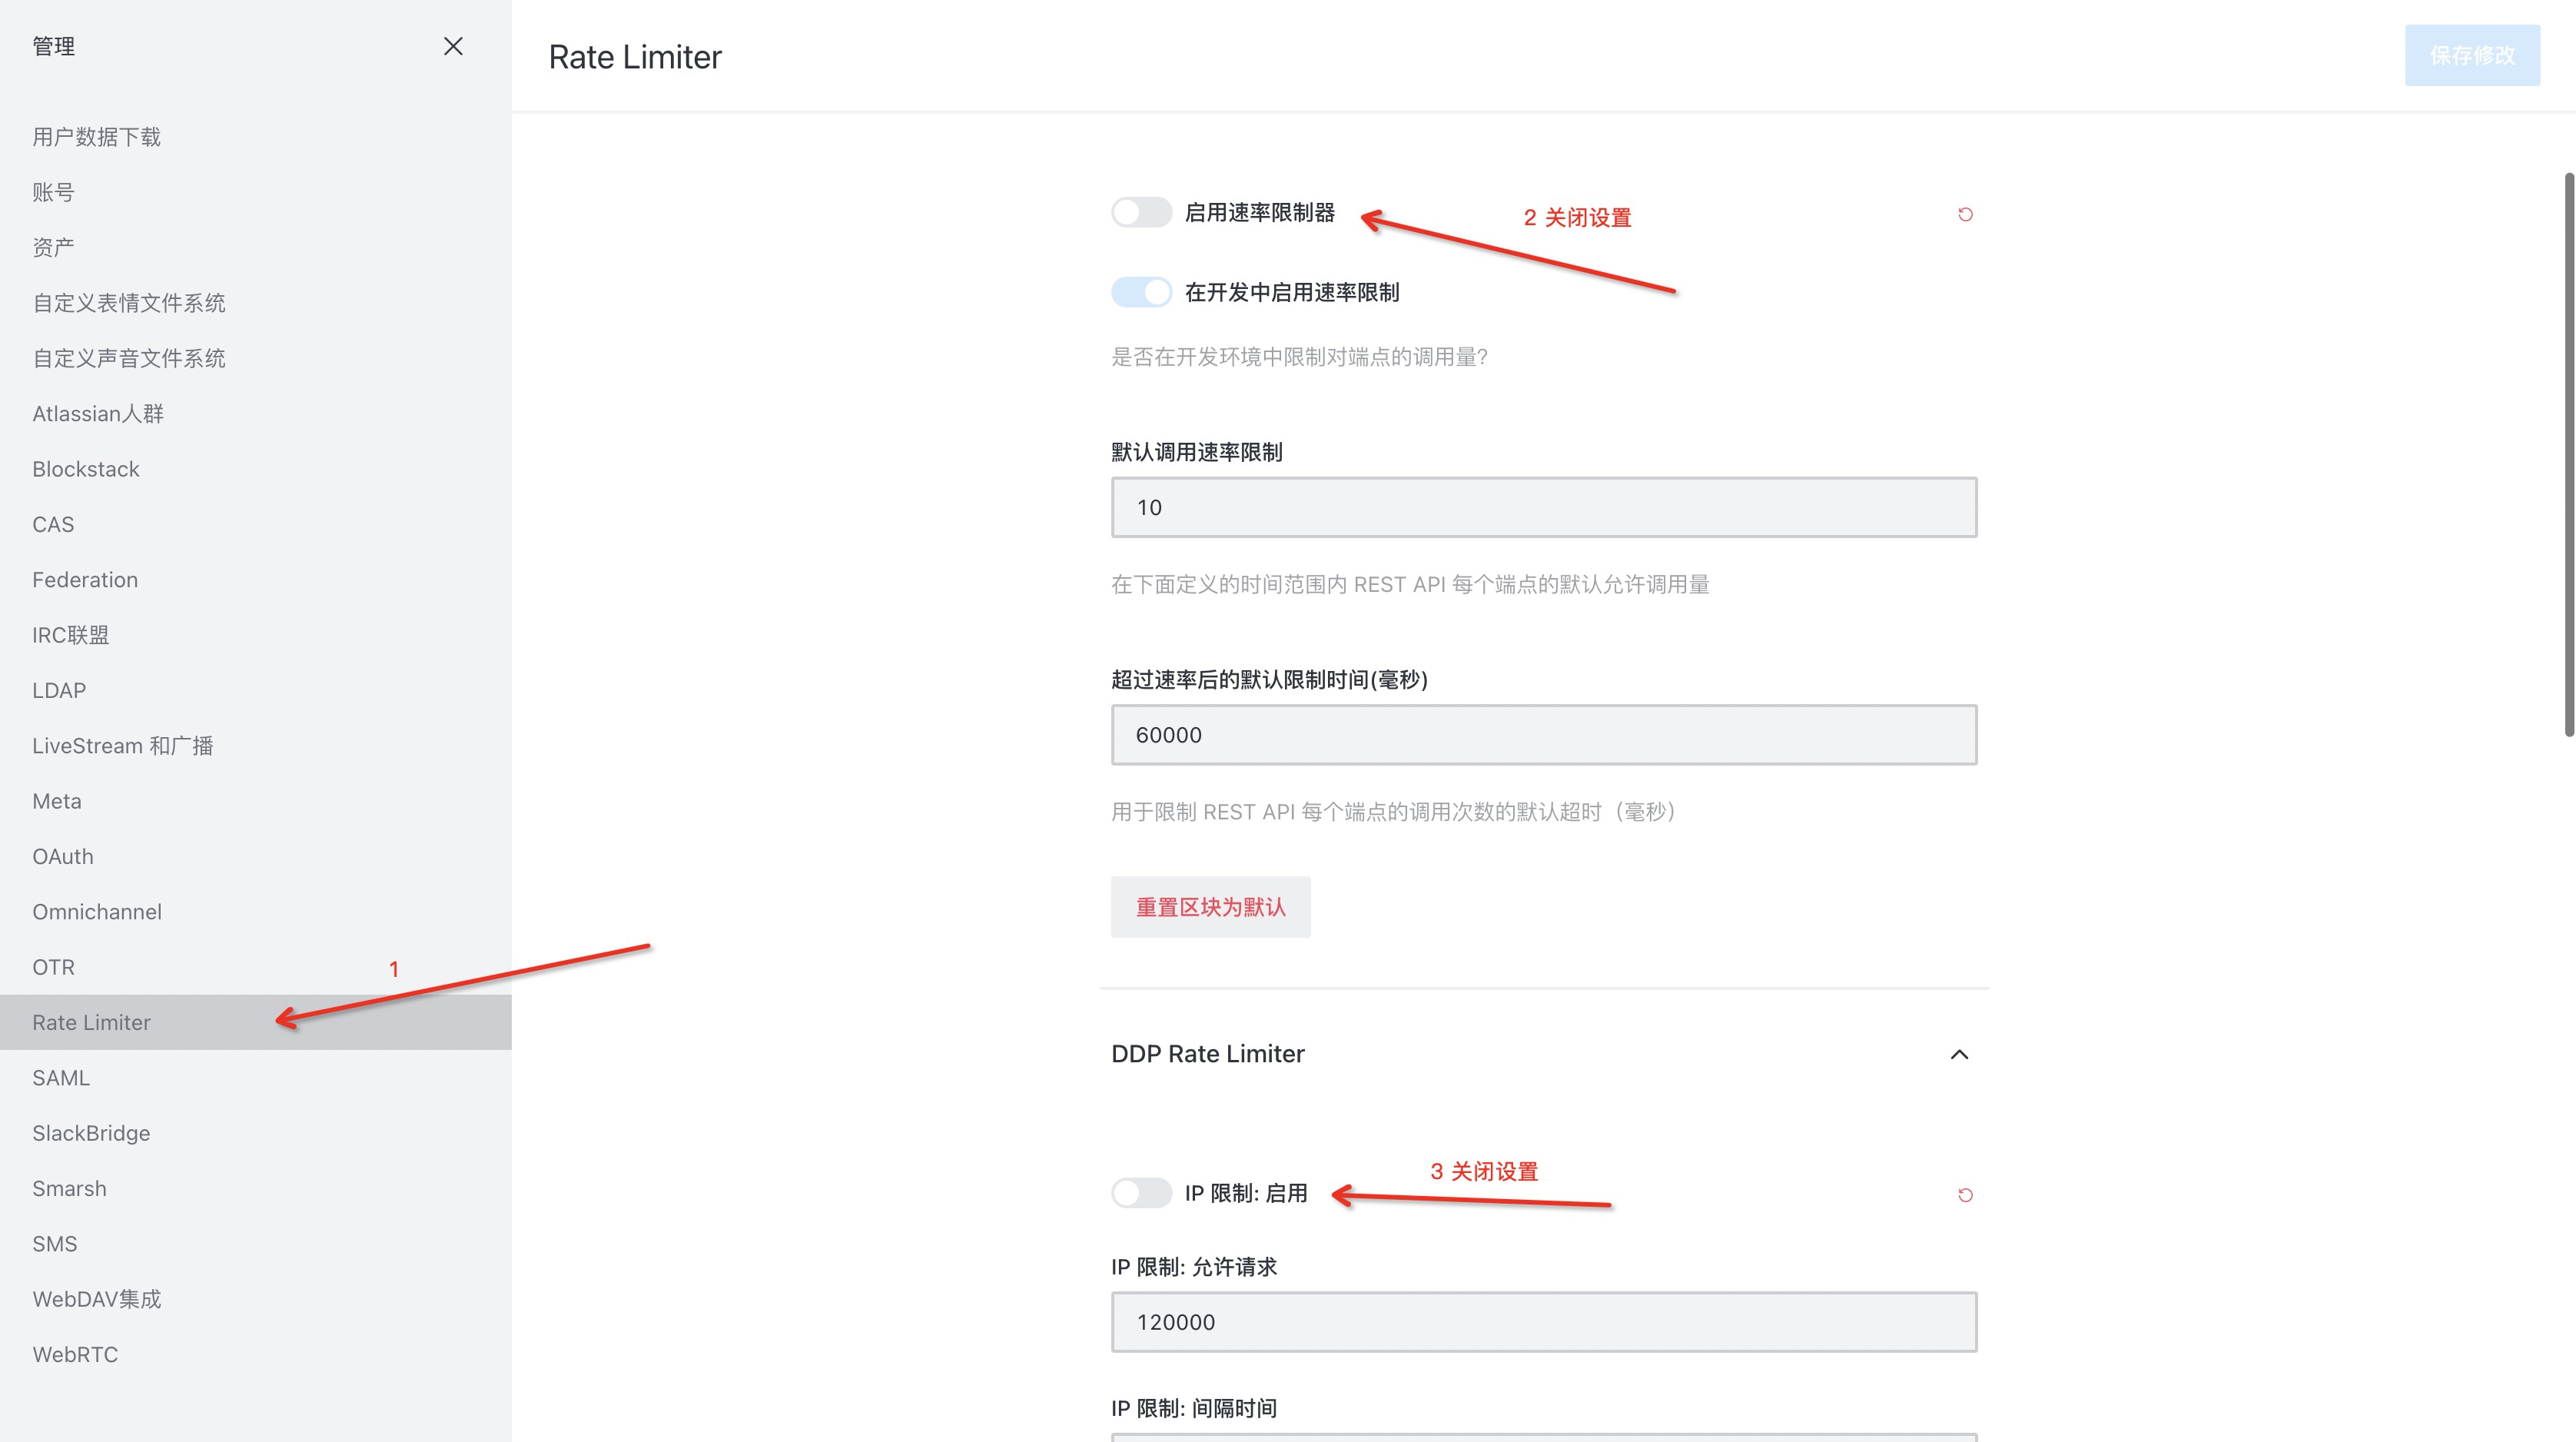 管理
用户数据下载
账号
资产
自定义表情文件系统
自定义声音文件系统
Atlassian人群
Blockstack
CAS
Federation
IRC联盟
LDAP
LiveStream 和广播
Meta
OAuth
Omnichannel
OTR
1
Rate Limiter
SAML
SlackBridge
Smarsh
SMS
WebDAV集成
WebRTC
Rate Limiter
保存修改
启用速率限制器
2 关闭设置
在开发中启用速率限制
是否在开发环境中限制对端点的调用量?
默认调用速率限制
10
在下面定义的时间范围内 REST API 每个端点的默认允许调用量
超过速率后的默认限制时间(毫秒)
60000
用于限制 REST API 每个端点的调用次数的默认超时（毫秒）
重置区块为默认
DDP Rate Limiter
3 关闭设置
IP 限制: 启用
IP 限制: 允许请求
120000
IP 限制: 间隔时间